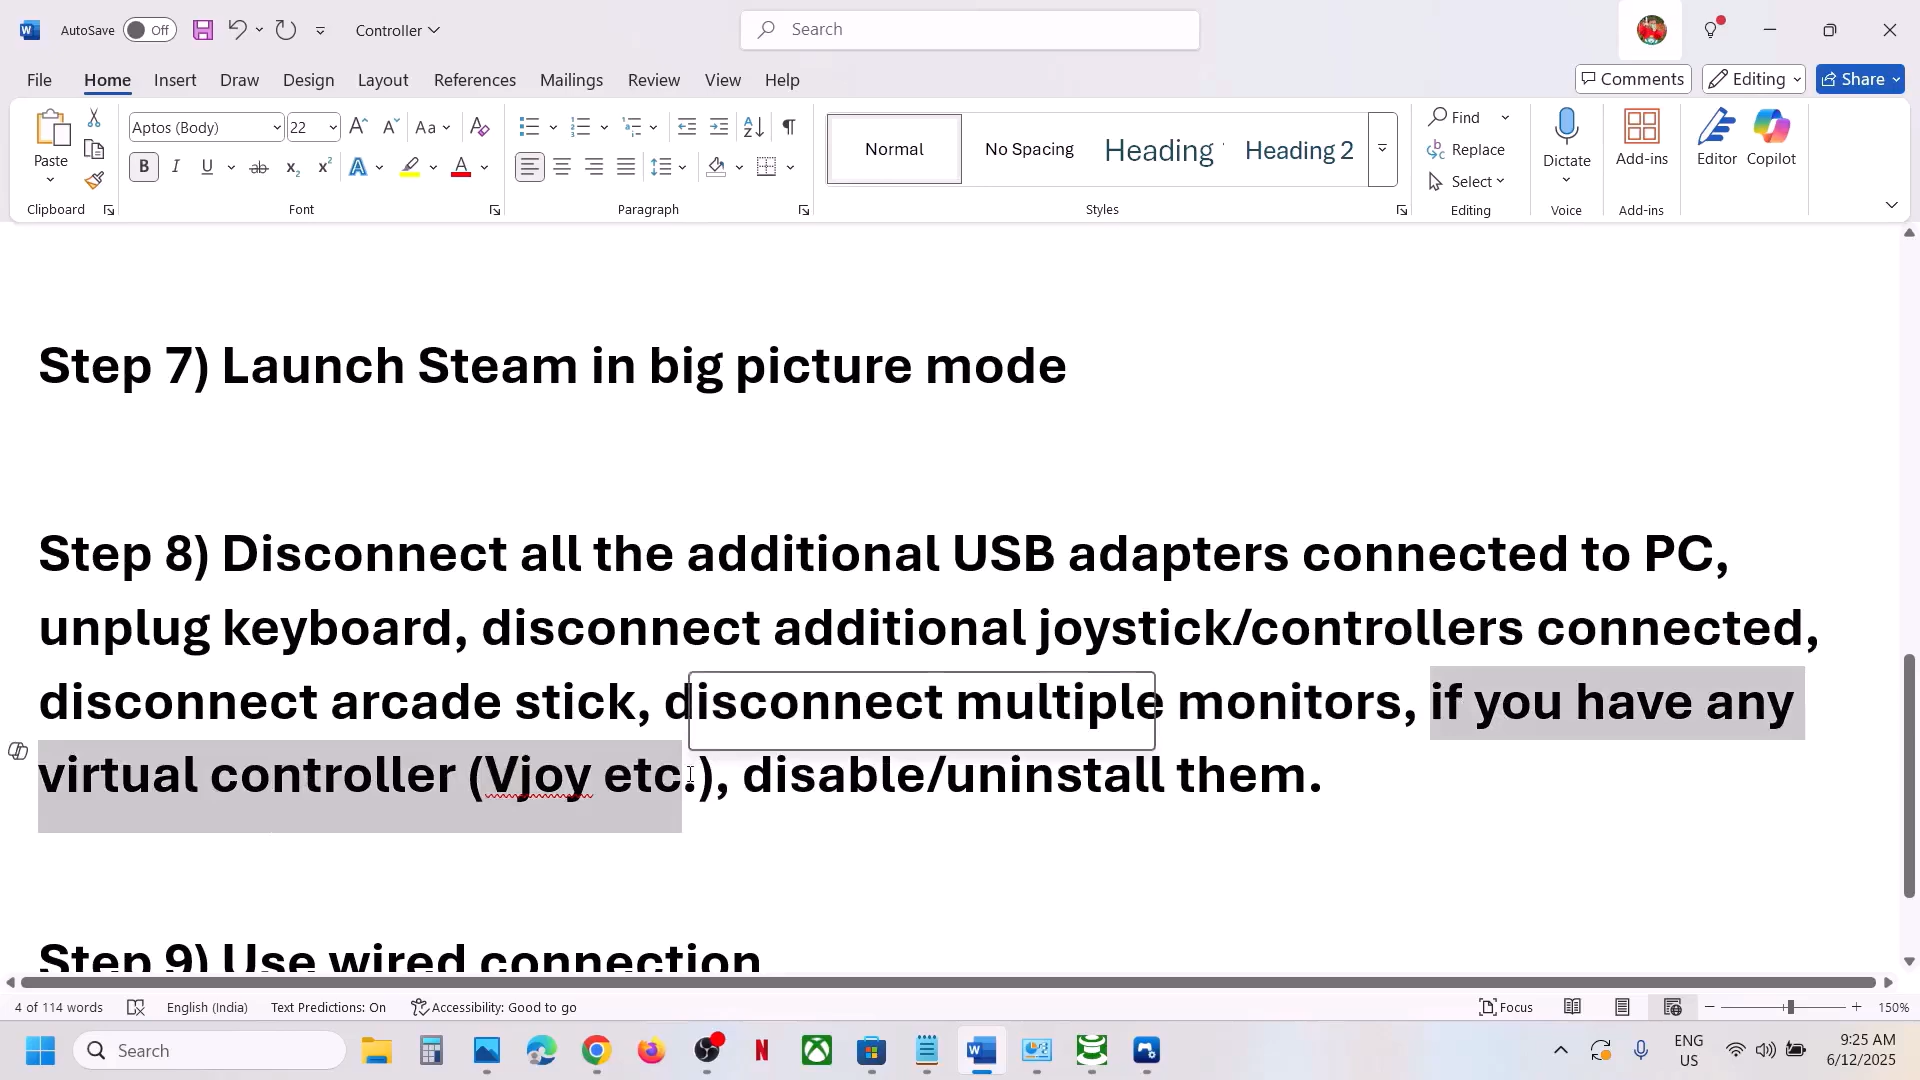 AutoSave Off Controller Search
File Home Insert Draw Design Layout References Mailings Review View Help Comments Editing Share
Aptos (Body) 22 Aa
Paste
Normal No Spacing Heading Heading 2
Find
Replace
Select
Dictate Add-ins Editor Copilot
Clipboard Font Paragraph Styles Editing Voice Add-ins
Step 7) Launch Steam in big picture mode
Step 8) Disconnect all the additional USB adapters connected to PC,
unplug keyboard, disconnect additional joystick/controllers connected,
disconnect arcade stick, disconnect multiple monitors, if you have any
virtual controller (Vjoy etc.), disable/uninstall them.
Step 9) Use wired connection
4 of 114 words English (India) Text Predictions: On Accessibility: Good to go Focus 150%
Search ENG US 9:25 AM 6/12/2025